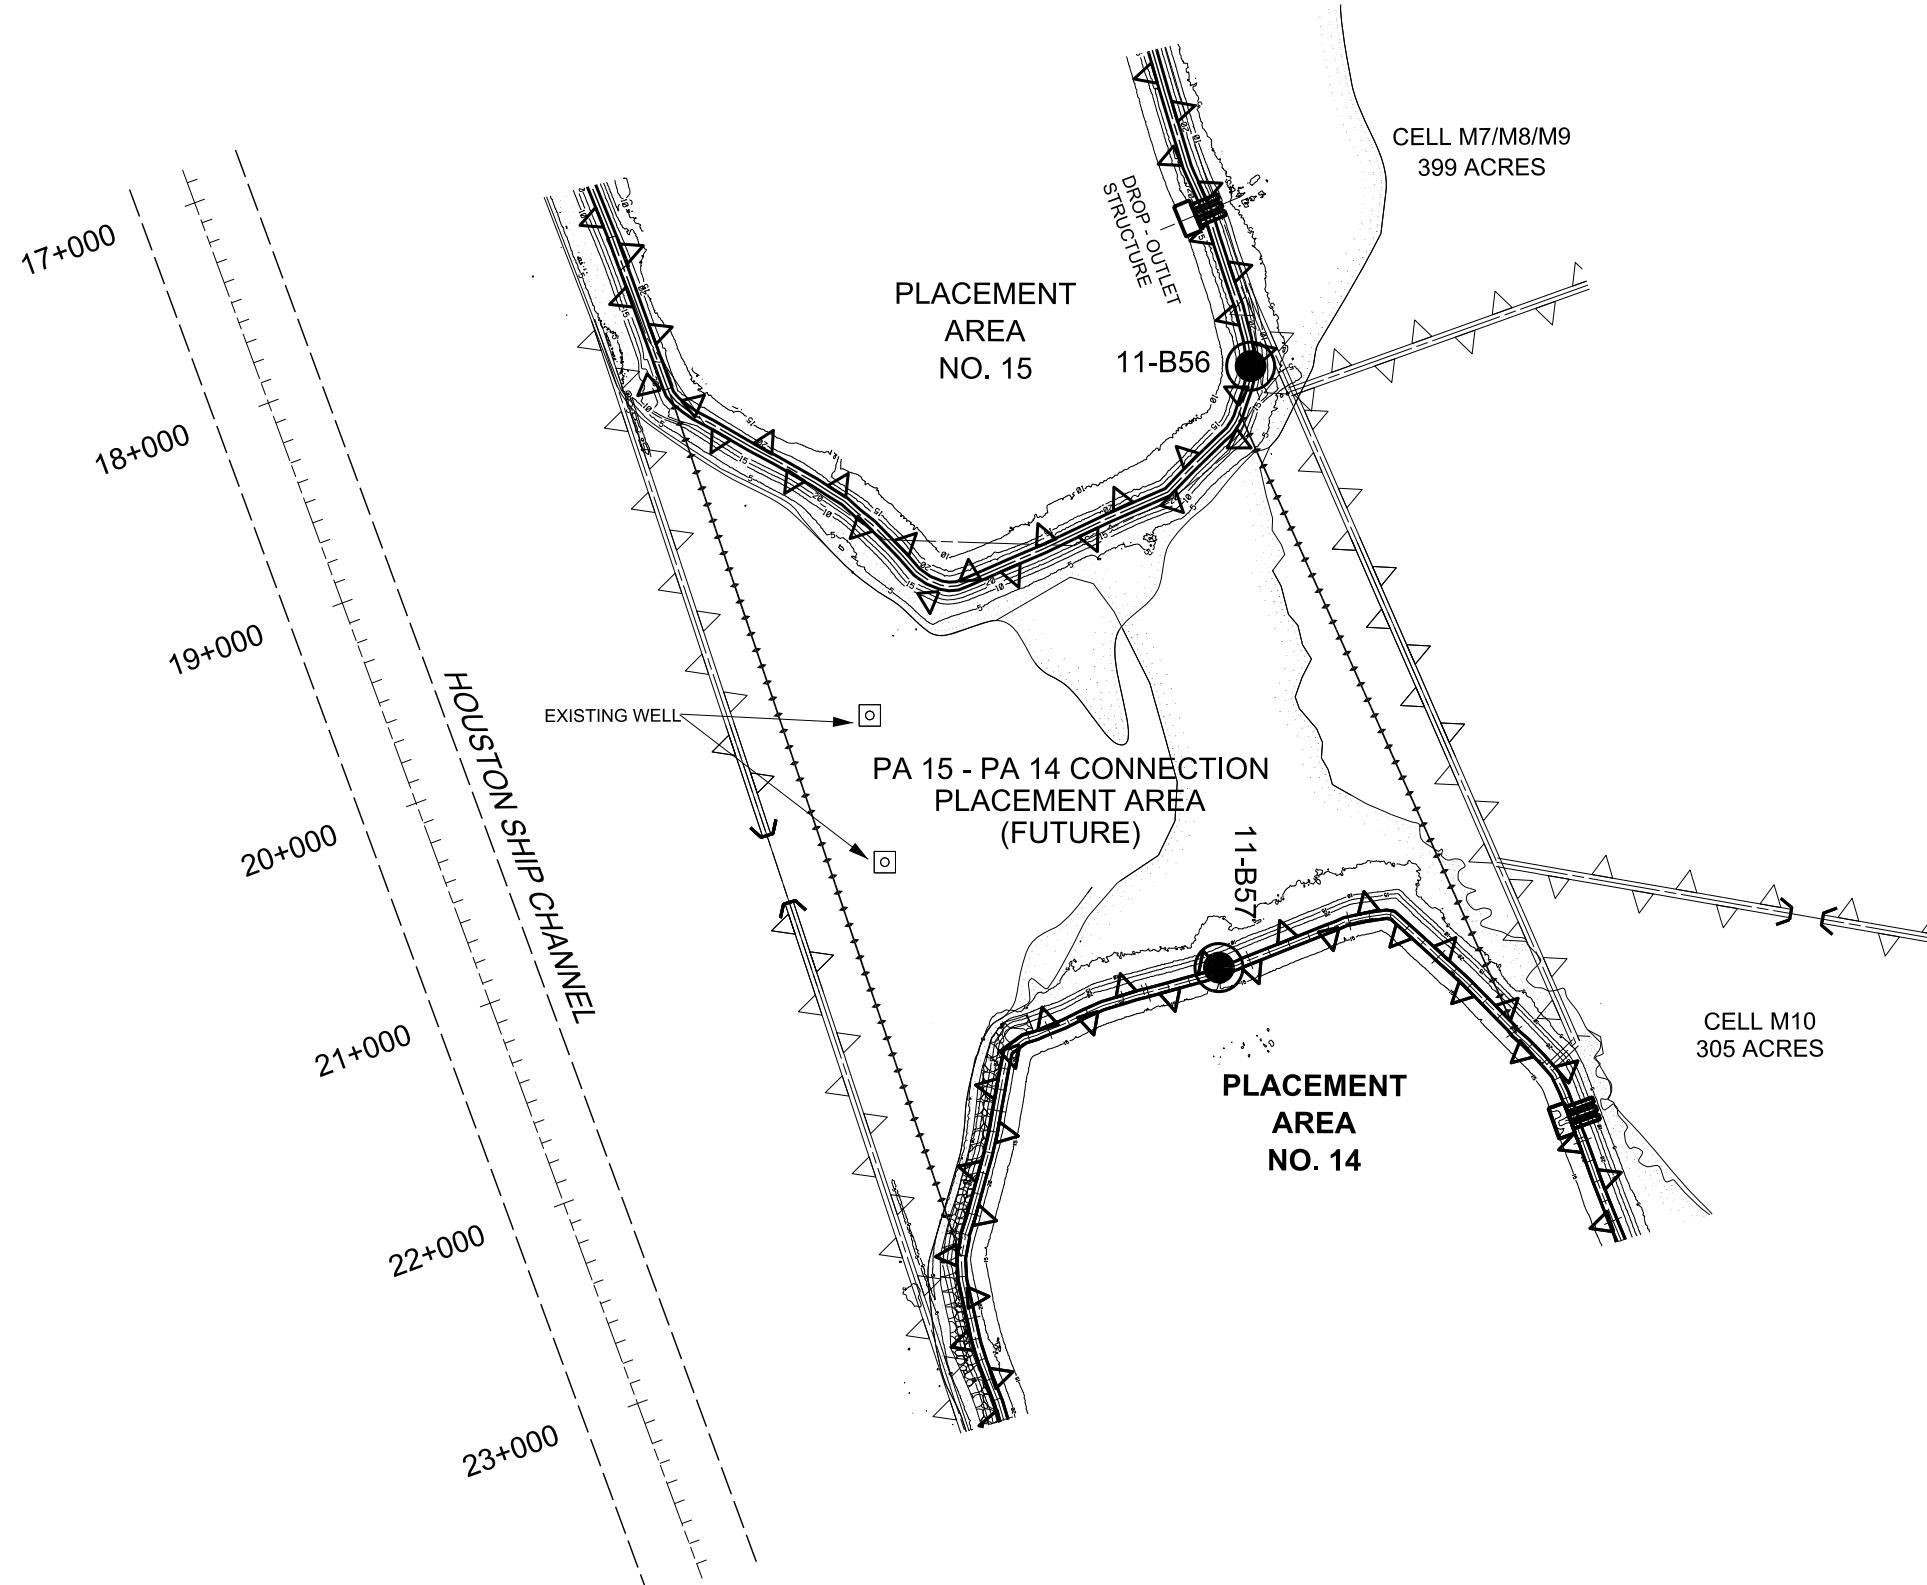 CELL M7/M8/M9
399 ACRES
DROP - OUTLET
STRUCTURE
17+000
PLACEMENT
AREA
NO. 15
11-B56
18+000
19+000
HOUSTON SHIP CHANNEL
EXISTING WELL
PA 15 - PA 14 CONNECTION
PLACEMENT AREA
(FUTURE)
20+000
11-B57
21+000
CELL M10
305 ACRES
PLACEMENT
AREA
NO. 14
22+000
23+000